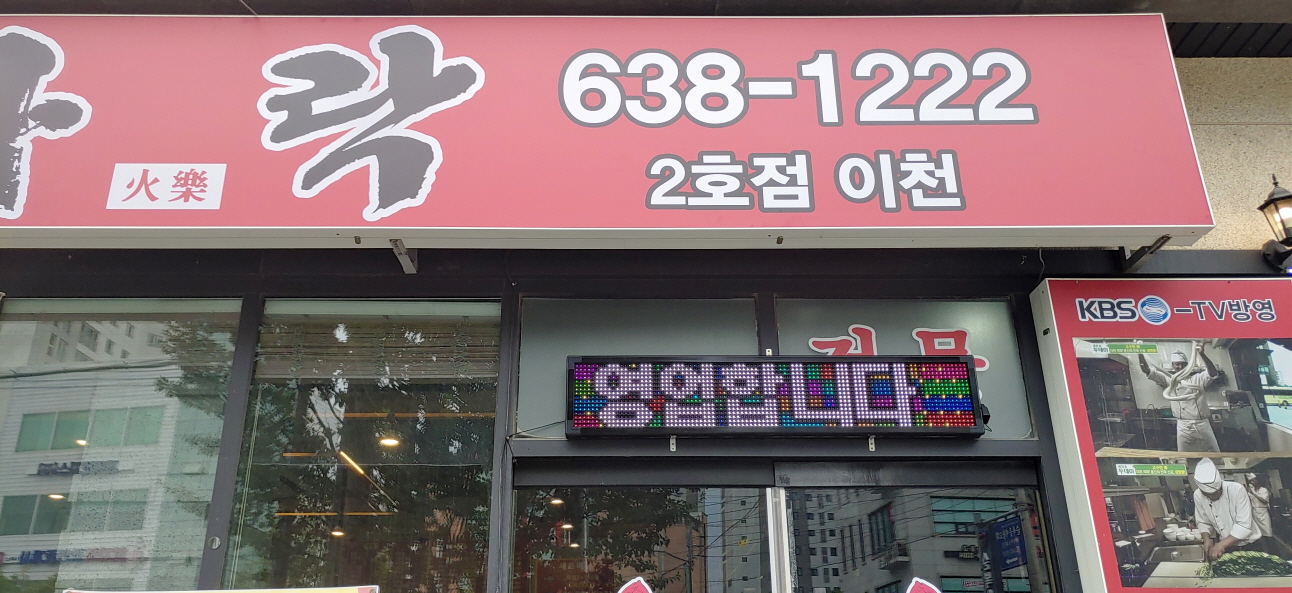 락
火樂
638-1222
2호점 이천
영업합니다
KBS-TV방영